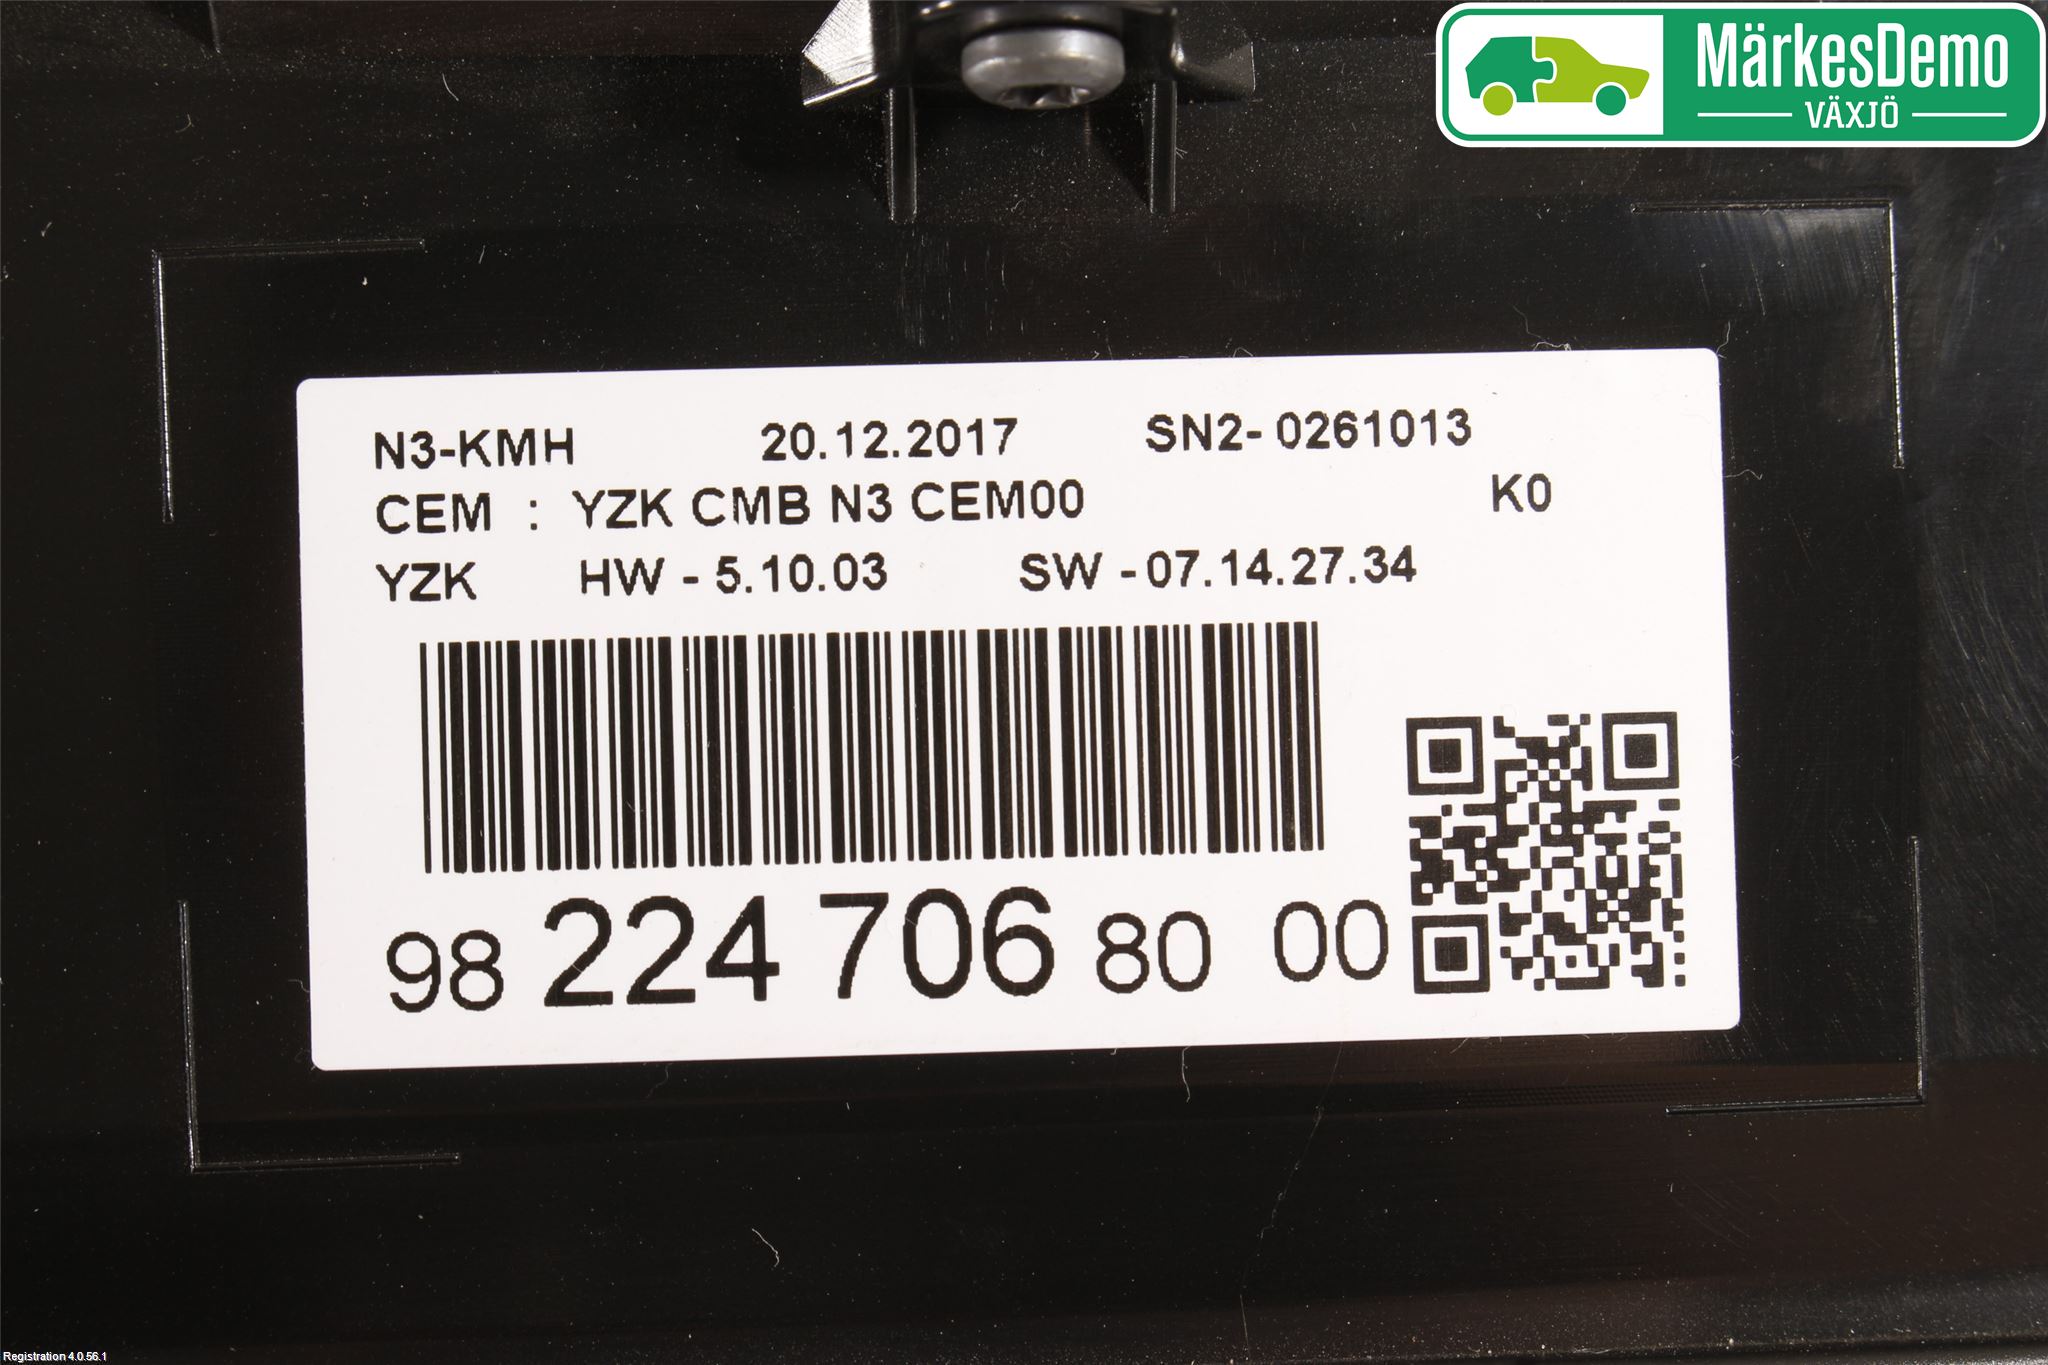 MärkesDemo
VÄXJÖ
N3-KMH 20.12.2017 SN2- 0261013
CEM : YZK CMB N3 CEM00 K0
YZK HW - 5.10.03 SW -07.14.27.34
98 224 706 80 00
Registration 4.0.56.1